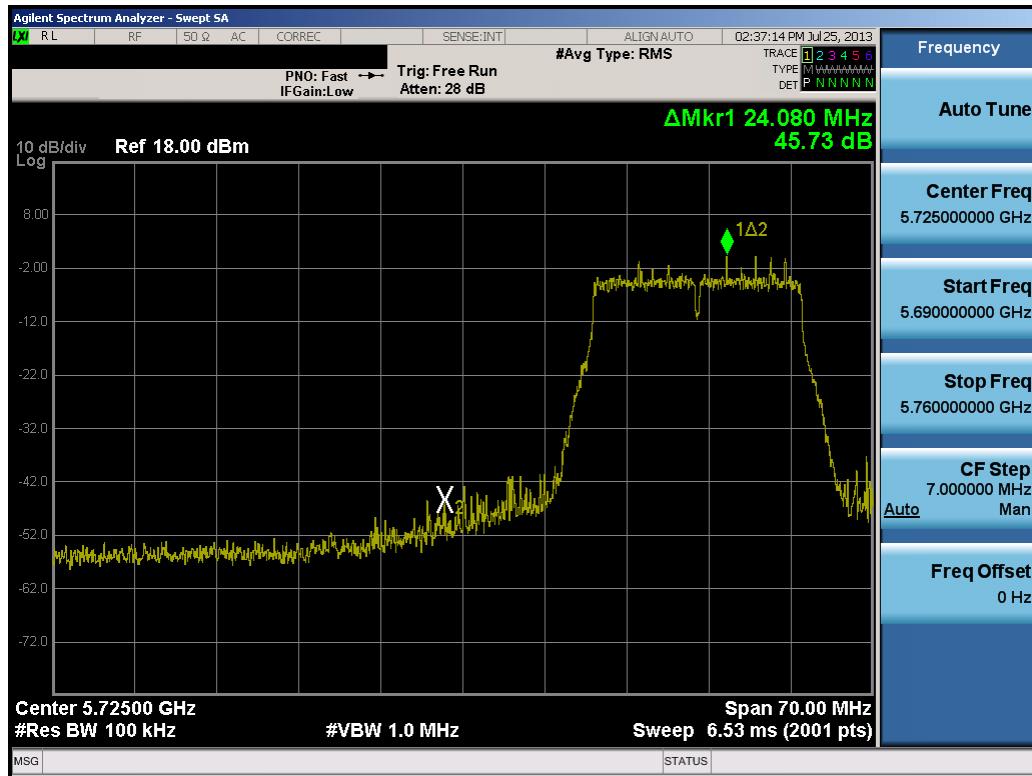 Agilent Spectrum Analyzer - Swept SA
LXI RL RF 50 Ω AC CORREC SENSE:INT ALIGN AUTO 02:37:14 PM Jul 25, 2013
#Avg Type: RMS
TRACE 1 2 3 4 5 6
TYPE M WWWWW
DET P N N N N N
PNO: Fast
IFGain:Low
Trig: Free Run
Atten: 28 dB
ΔMkr1 24.080 MHz
45.73 dB
10 dB/div
Log
Ref 18.00 dBm
8.00
-2.00
-12.0
-22.0
-32.0
-42.0
-52.0
-62.0
-72.0
1Δ2
X2
Center 5.72500 GHz
Span 70.00 MHz
#Res BW 100 kHz
#VBW 1.0 MHz
Sweep 6.53 ms (2001 pts)
MSG
STATUS
Frequency
Auto Tune
Center Freq
5.725000000 GHz
Start Freq
5.690000000 GHz
Stop Freq
5.760000000 GHz
CF Step
7.000000 MHz
Auto Man
Freq Offset
0 Hz